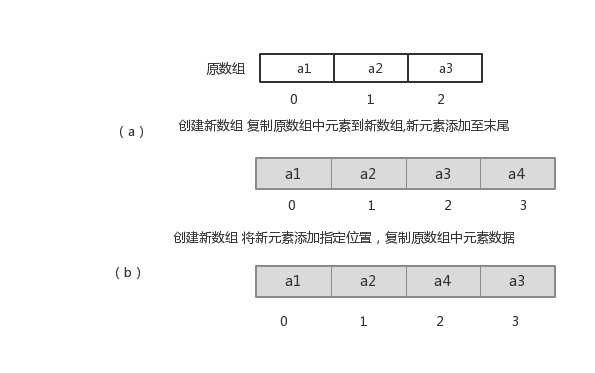 原数组 a1 a2 a3
0 1 2
(a) 创建新数组 复制原数组中元素到新数组,新元素添加至末尾
a1 a2 a3 a4
0 1 2 3
创建新数组 将新元素添加指定位置，复制原数组中元素数据
(b) a1 a2 a4 a3
0 1 2 3